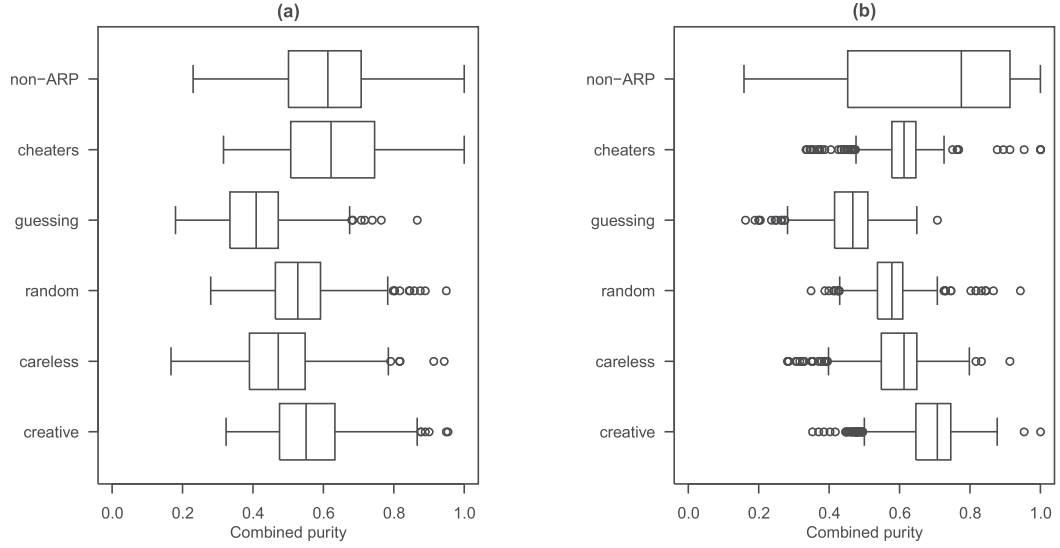 (a)
non−ARP
cheaters
guessing
random
careless
creative
0.0 0.2 0.4 0.6 0.8 1.0
Combined purity
(b)
non−ARP
cheaters
guessing
random
careless
creative
0.0 0.2 0.4 0.6 0.8 1.0
Combined purity